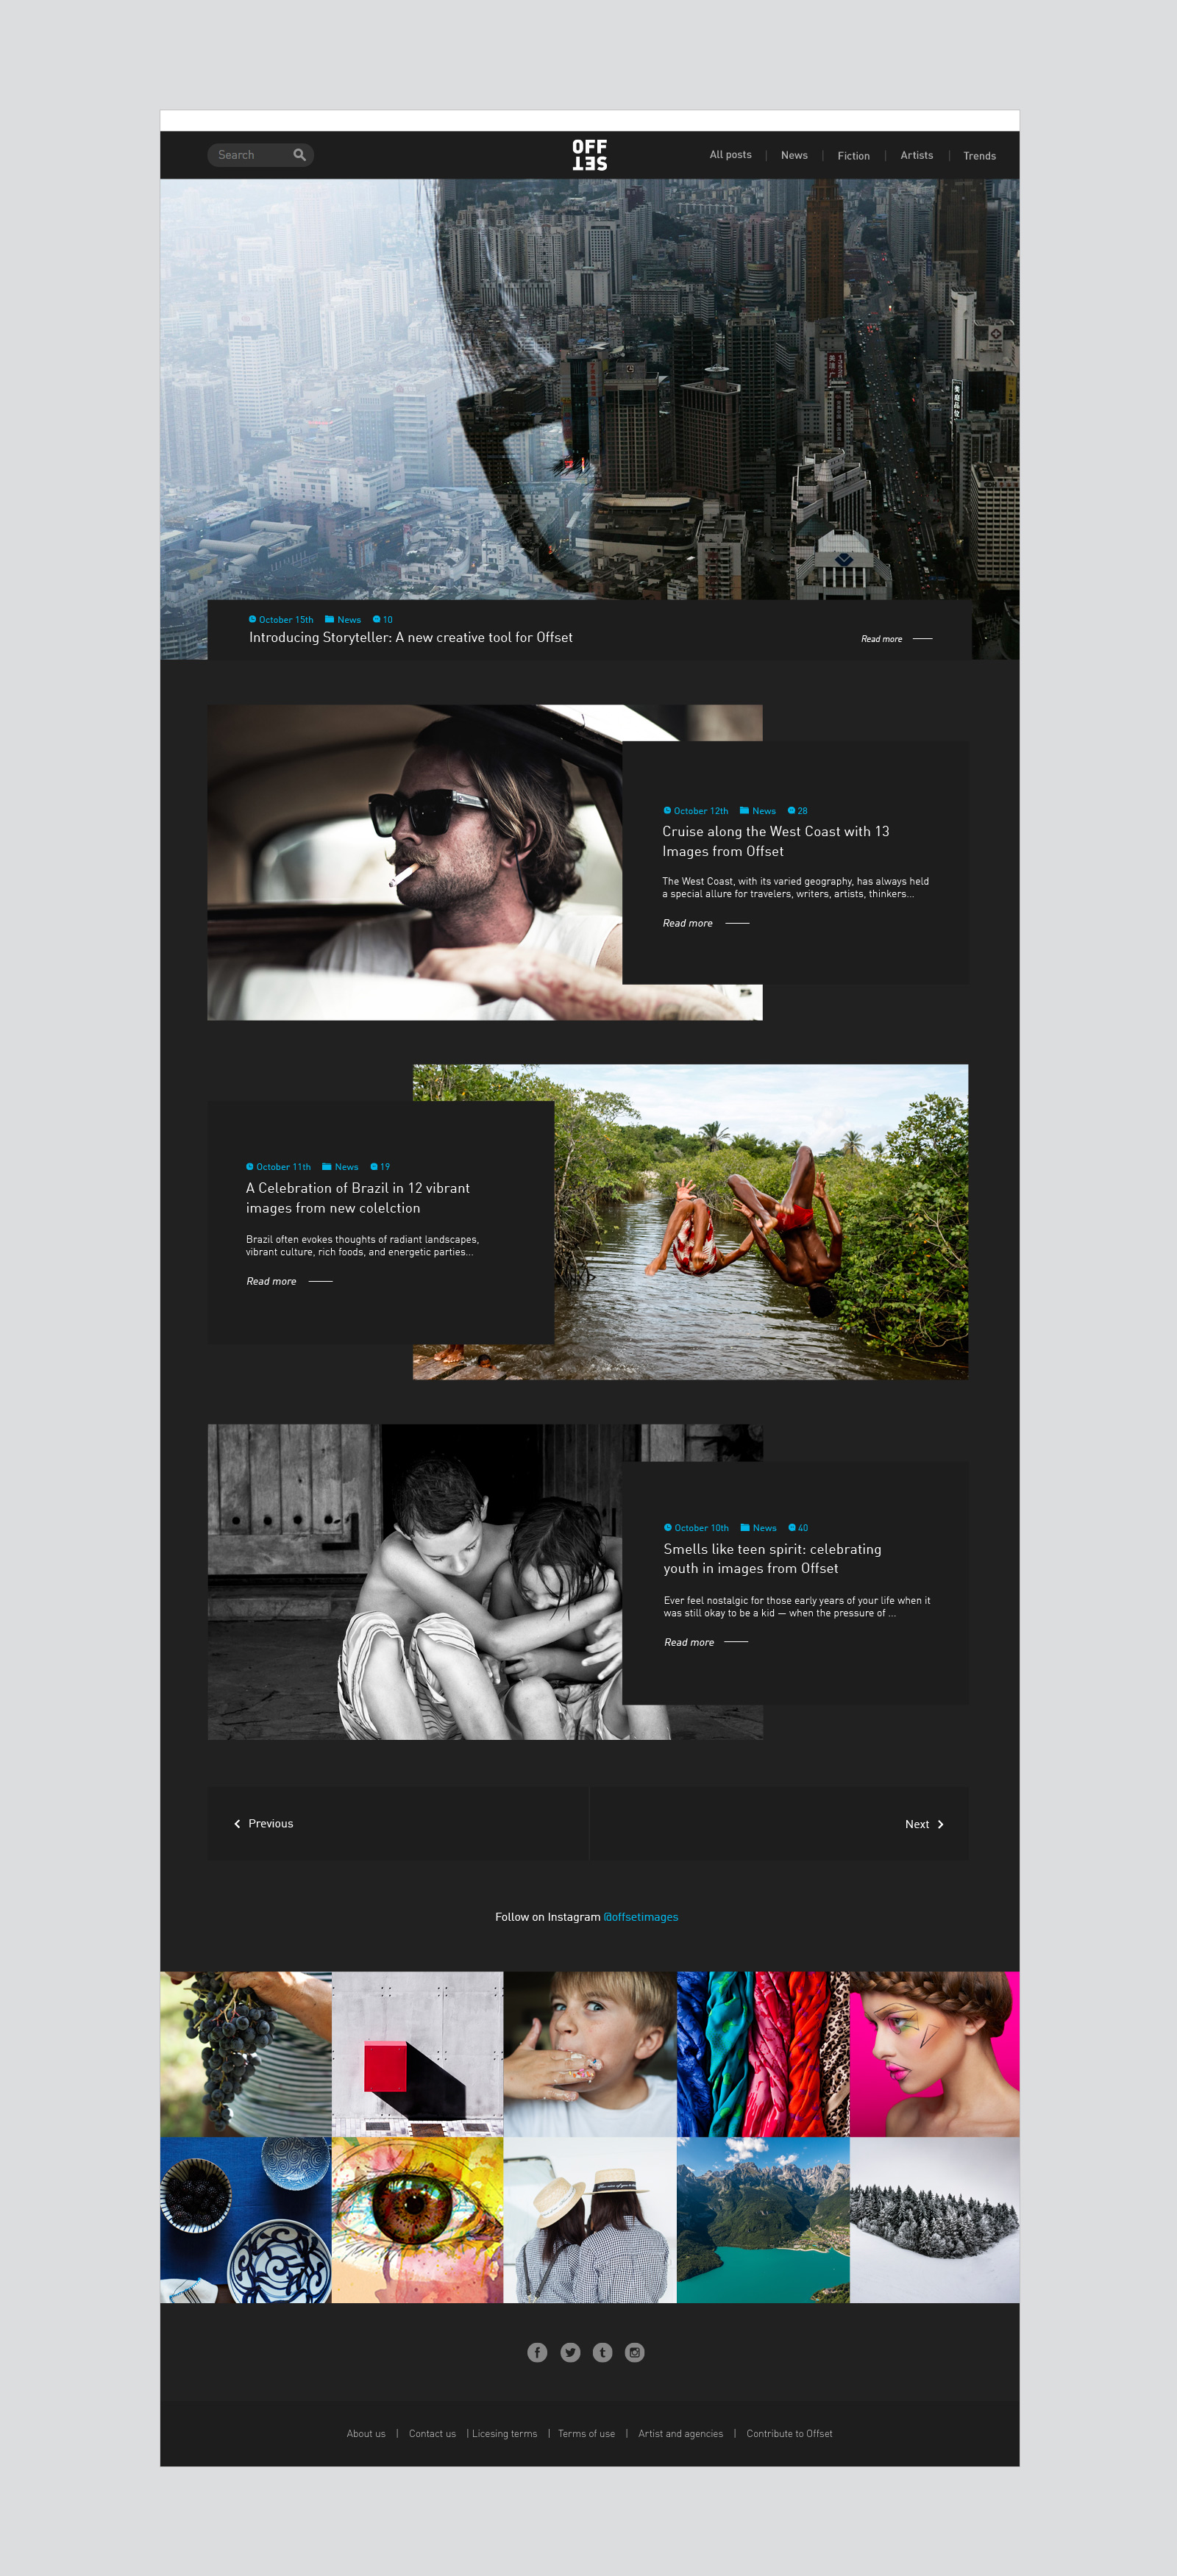 Search
OFF
SET
All posts | News | Fiction | Artists | Trends
October 15th News 10
Introducing Storyteller: A new creative tool for Offset
Read more
October 12th News 28
Cruise along the West Coast with 13
Images from Offset
The West Coast, with its varied geography, has always held
a special allure for travelers, writers, artists, thinkers...
Read more
October 11th News 19
A Celebration of Brazil in 12 vibrant
images from new colelction
Brazil often evokes thoughts of radiant landscapes,
vibrant culture, rich foods, and energetic parties...
Read more
October 10th News 40
Smells like teen spirit: celebrating
youth in images from Offset
Ever feel nostalgic for those early years of your life when it
was still okay to be a kid — when the pressure of ...
Read more
Previous
Next
Follow on Instagram @offsetimages
About us | Contact us | Licesing terms | Terms of use | Artist and agencies | Contribute to Offset